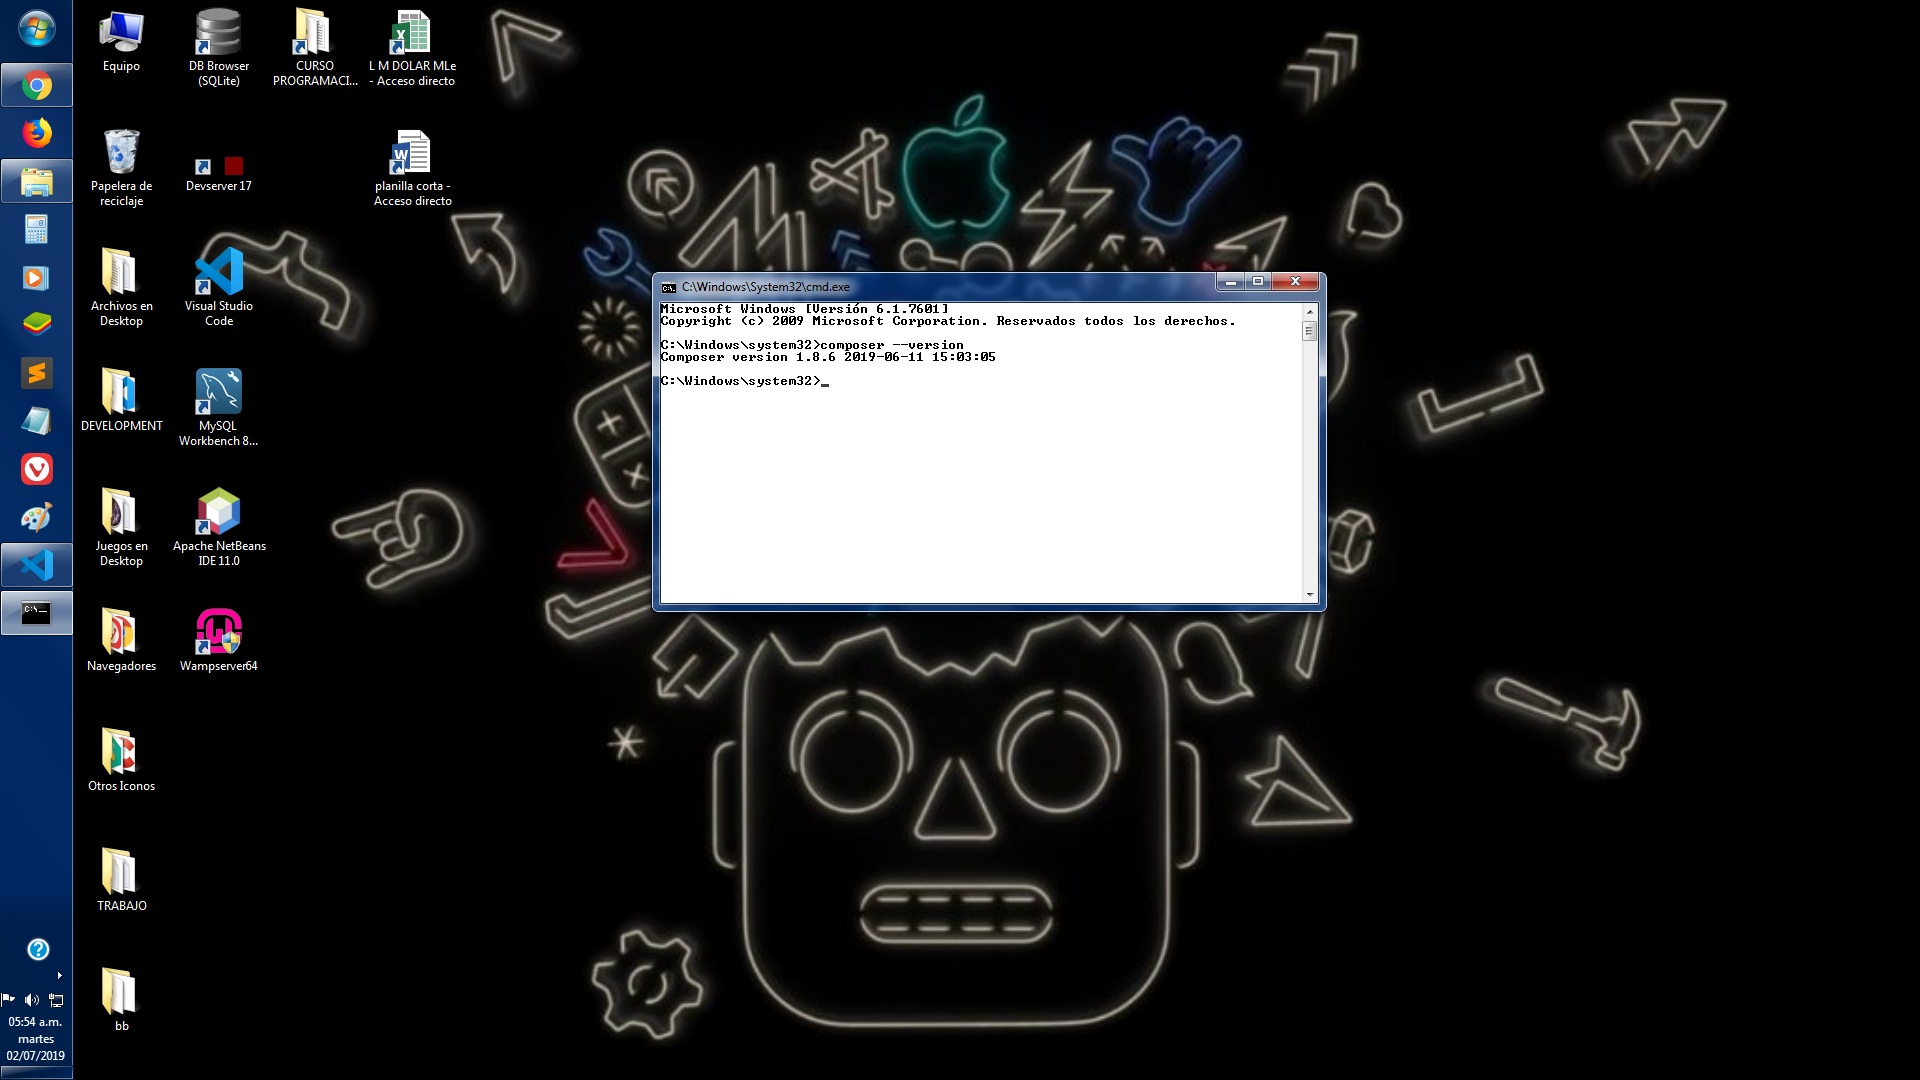 Equipo
DB Browser
(SQLite)
CURSO
PROGRAMACI...
L M DOLAR MLe
- Acceso directo
Papelera de
reciclaje
Devserver 17
planilla corta -
Acceso directo
Archivos en
Desktop
Visual Studio
Code
DEVELOPMENT
MySQL
Workbench 8...
Juegos en
Desktop
Apache NetBeans
IDE 11.0
Navegadores
Wampserver64
Otros Iconos
TRABAJO
bb
C:\Windows\System32\cmd.exe
Microsoft Windows [Versión 6.1.7601]
Copyright (c) 2009 Microsoft Corporation. Reservados todos los derechos.
C:\Windows\system32>composer --version
Composer version 1.8.6 2019-06-11 15:03:05
C:\Windows\system32>_
05:54 a.m.
martes
02/07/2019